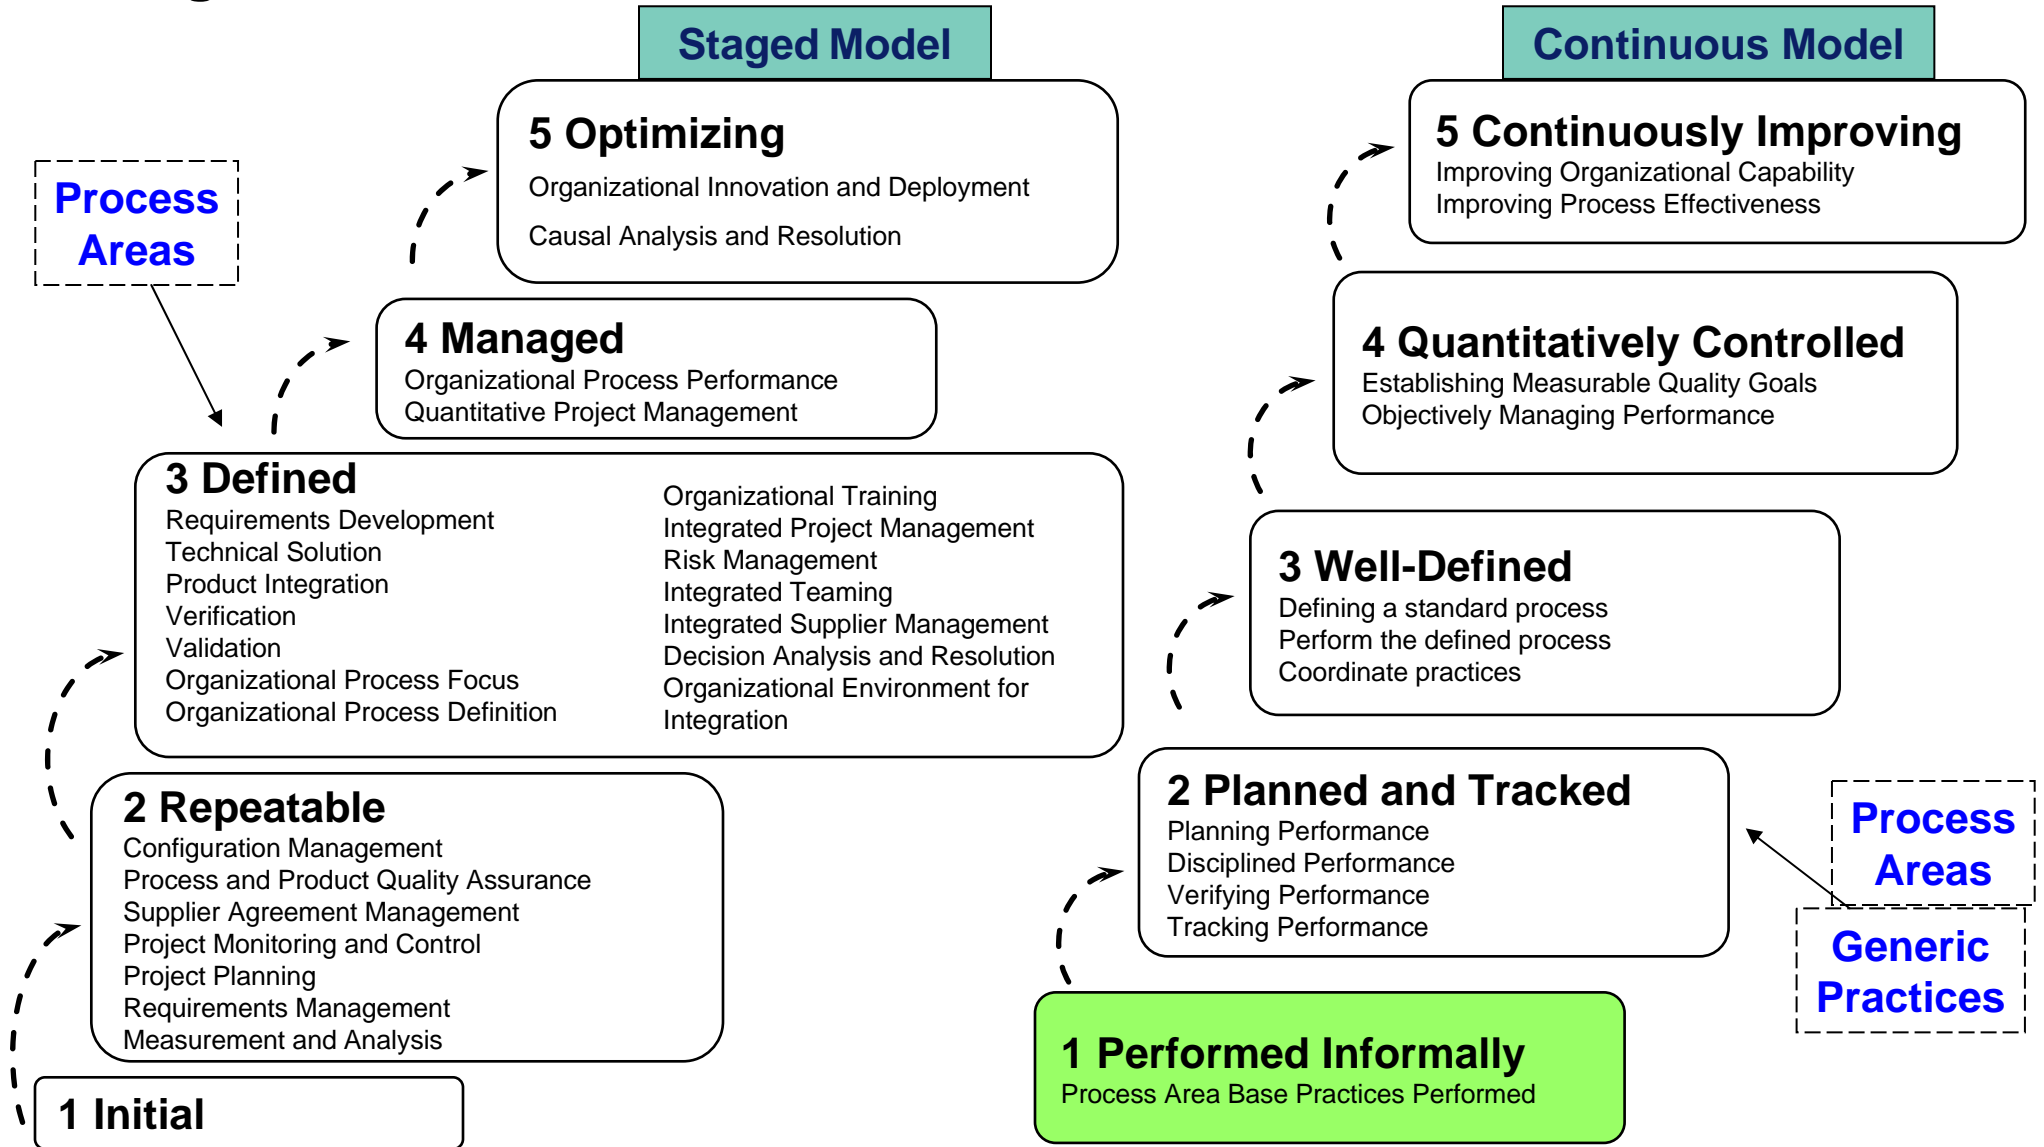 Staged Model
5 Optimizing
Organizational Innovation and Deployment
Causal Analysis and Resolution
Process
Areas
4 Managed
Organizational Process Performance
Quantitative Project Management
3 Defined
Requirements Development
Technical Solution
Product Integration
Verification
Validation
Organizational Process Focus
Organizational Process Definition
Organizational Training
Integrated Project Management
Risk Management
Integrated Teaming
Integrated Supplier Management
Decision Analysis and Resolution
Organizational Environment for
Integration
2 Repeatable
Configuration Management
Process and Product Quality Assurance
Supplier Agreement Management
Project Monitoring and Control
Project Planning
Requirements Management
Measurement and Analysis
1 Initial
Continuous Model
5 Continuously Improving
Improving Organizational Capability
Improving Process Effectiveness
4 Quantitatively Controlled
Establishing Measurable Quality Goals
Objectively Managing Performance
3 Well-Defined
Defining a standard process
Perform the defined process
Coordinate practices
2 Planned and Tracked
Planning Performance
Disciplined Performance
Verifying Performance
Tracking Performance
Process
Areas
Generic
Practices
1 Performed Informally
Process Area Base Practices Performed